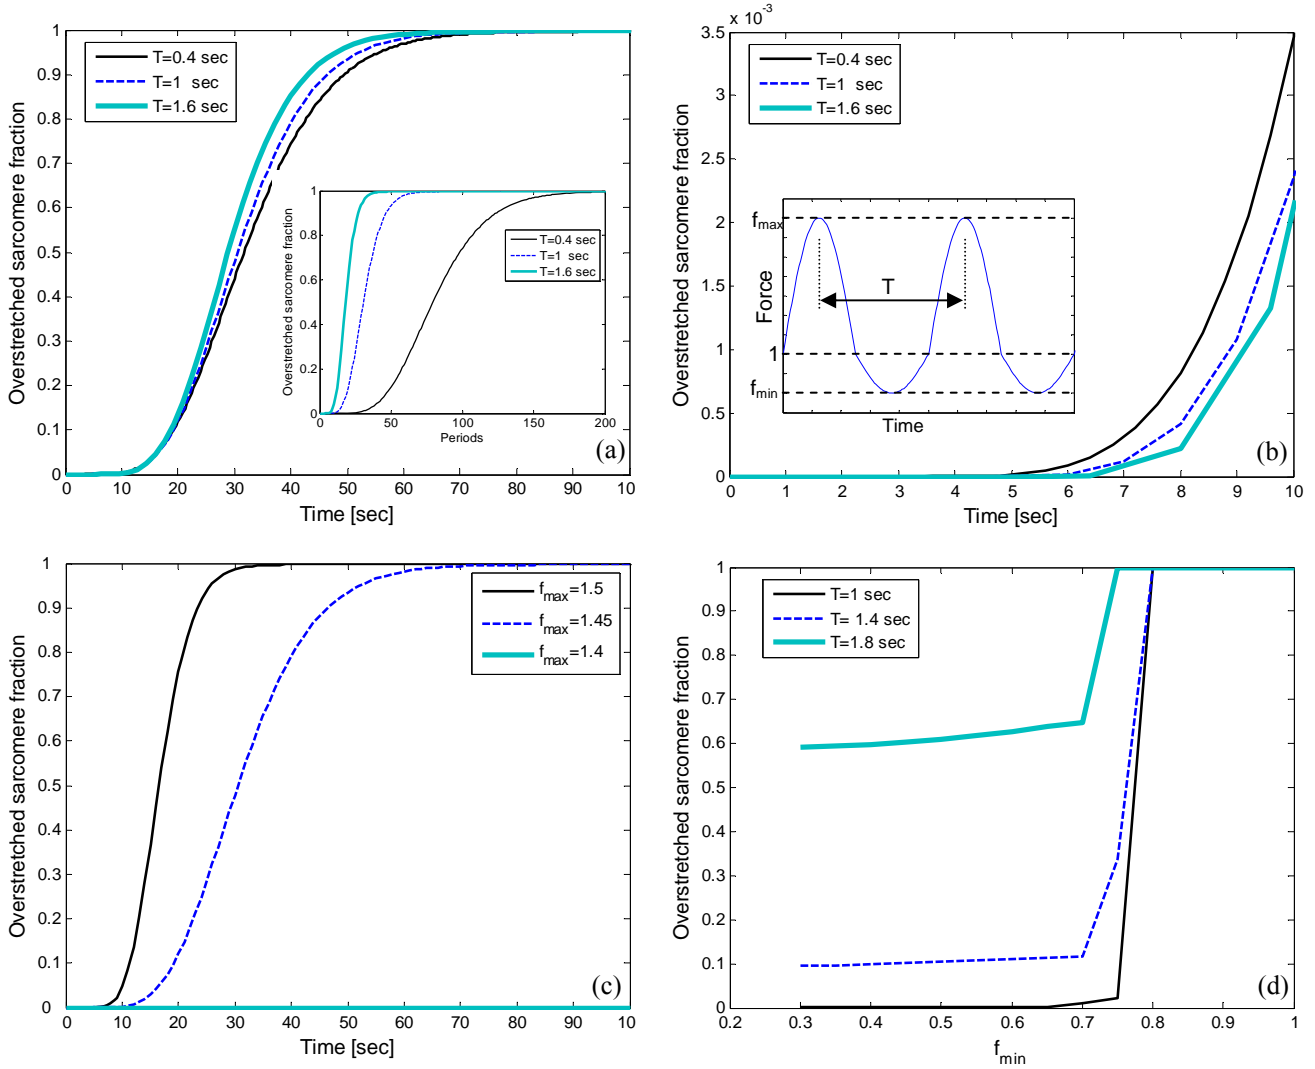 1
0.9
0.8
0.7
0.6
0.5
0.4
0.3
0.2
0.1
0
Overstretched sarcomere fraction
T=0.4 sec
T=1 sec
T=1.6 sec
1
0.8
0.6
0.4
0.2
0
Overstretched sarcomere fraction
T=0.4 sec
T=1 sec
T=1.6 sec
0 50 100 150 200
Periods
(a)
0 10 20 30 40 50 60 70 80 90 10
Time [sec]
x 10-3
3.5
3
2.5
2
1.5
1
0.5
0
Overstretched sarcomere fraction
T=0.4 sec
T=1 sec
T=1.6 sec
fmax
T
1
fmin
Force
Time
(b)
0 1 2 3 4 5 6 7 8 9 10
Time [sec]
1
0.9
0.8
0.7
0.6
0.5
0.4
0.3
0.2
0.1
0
Overstretched sarcomere fraction
fmax=1.5
fmax=1.45
fmax=1.4
(c)
0 10 20 30 40 50 60 70 80 90 10
Time [sec]
1
0.9
0.8
0.7
0.6
0.5
0.4
0.3
0.2
0.1
0
Overstretched sarcomere fraction
T=1 sec
T= 1.4 sec
T=1.8 sec
(d)
0.2 0.3 0.4 0.5 0.6 0.7 0.8 0.9 1
fmin